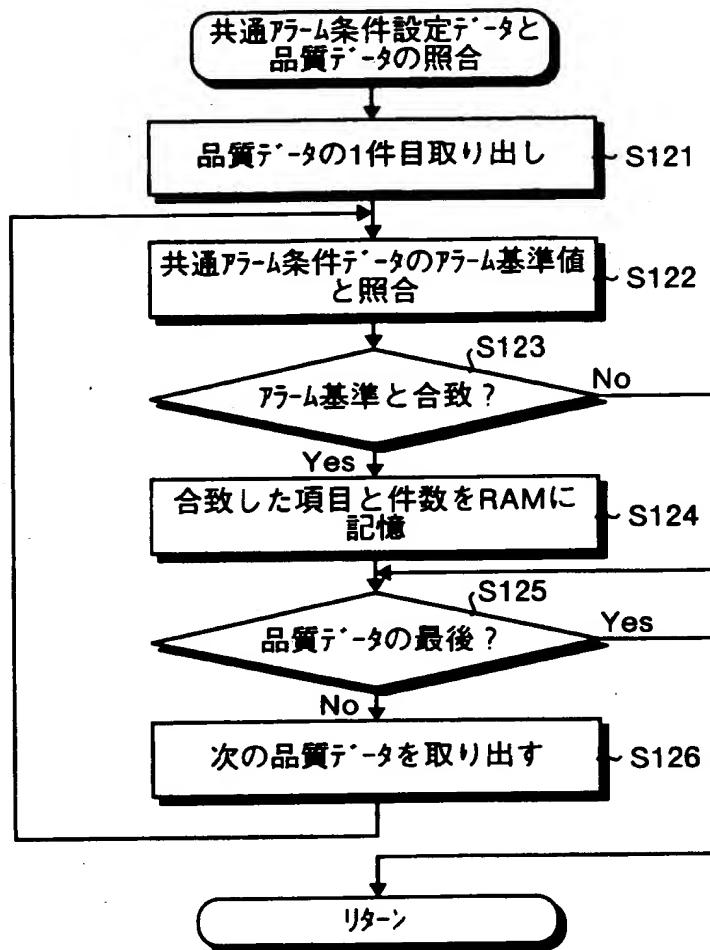 共通ｱﾗｰﾑ条件設定ﾃﾞｰﾀと
品質ﾃﾞｰﾀの照合
品質ﾃﾞｰﾀの1件目取り出し
S121
共通ｱﾗｰﾑ条件ﾃﾞｰﾀのｱﾗｰﾑ基準値
と照合
S122
S123
ｱﾗｰﾑ基準と合致？
No
Yes
合致した項目と件数をRAMに
記憶
S124
S125
品質ﾃﾞｰﾀの最後？
Yes
No
次の品質ﾃﾞｰﾀを取り出す
S126
ﾘﾀｰﾝ